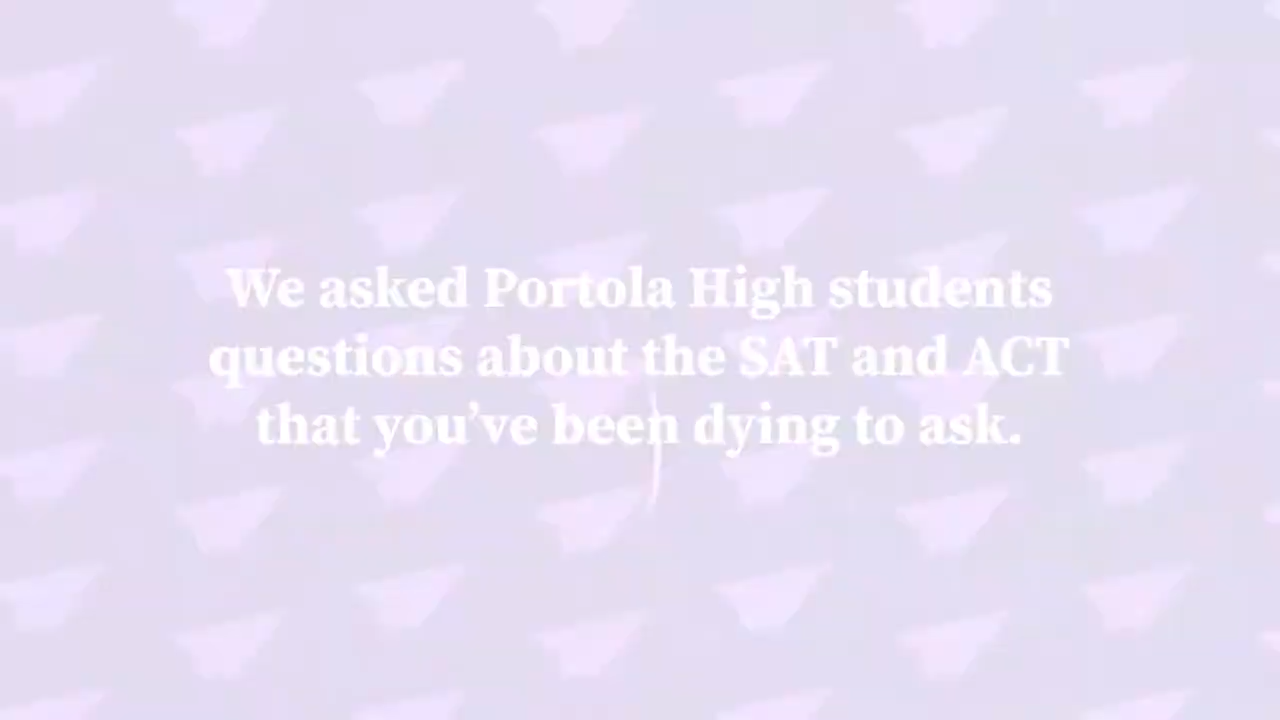 We asked Portola High students
questions about the SAT and ACT
that you’ve been dying to ask.